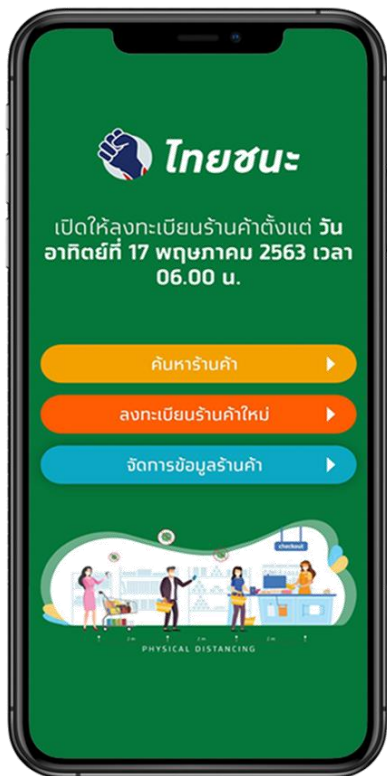 ไทยชนะ
เปิดให้ลงทะเบียนร้านค้าตั้งแต่ วัน
อาทิตย์ที่ 17 พฤษภาคม 2563 เวลา
06.00 น.
ค้นหาร้านค้า
ลงทะเบียนร้านค้าใหม่
จัดการข้อมูลร้านค้า
checkout
2 m 2 m 2 m
PHYSICAL DISTANCING